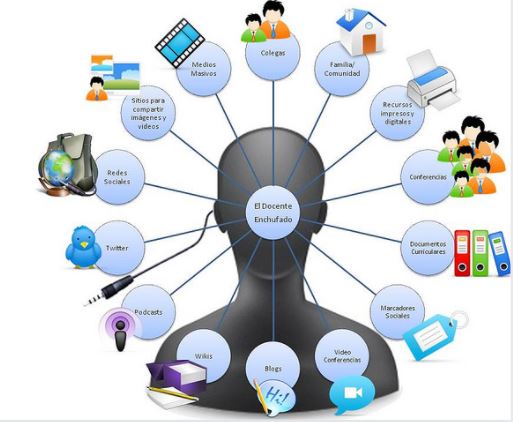 Colegas
Familia/
Comunidad
Recursos
impresos y
digitales
Conferencias
Documentos
Curriculares
Marcadores
Sociales
Video
Conferencias
Blogs
Hi!
Wikis
Podcasts
Twitter
Redes
Sociales
Sitios para
compartir
imágenes y
videos
Medios
Masivos
El Docente
Enchufado